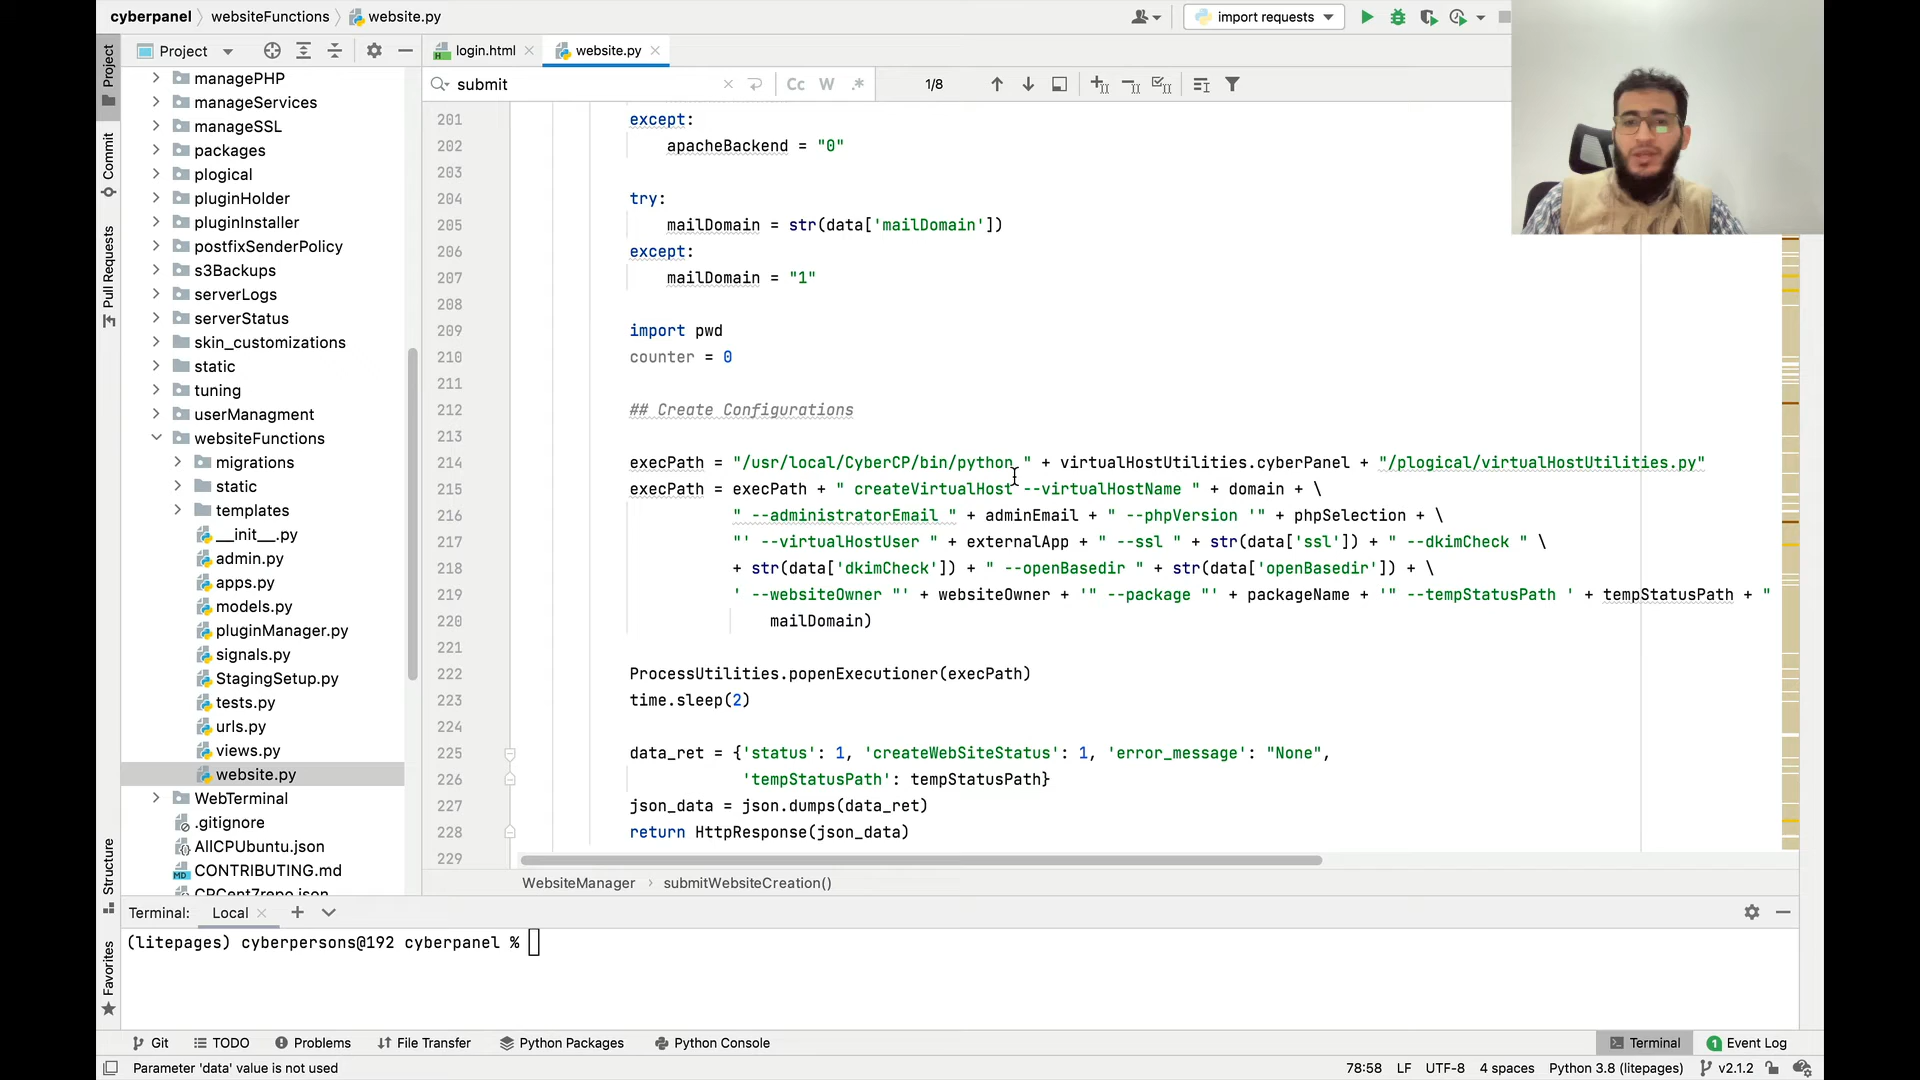 cyberpanel
websiteFunctions
website.py
import requests
Project
login.html
website.py
submit
Cc
W
.*
1/8
Project
Commit
Pull Requests
Structure
Favorites
managePHP
manageServices
manageSSL
packages
plogical
pluginHolder
pluginInstaller
postfixSenderPolicy
s3Backups
serverLogs
serverStatus
skin_customizations
static
tuning
userManagment
websiteFunctions
migrations
static
templates
__init__.py
admin.py
apps.py
models.py
pluginManager.py
signals.py
StagingSetup.py
tests.py
urls.py
views.py
website.py
WebTerminal
.gitignore
AllCPUbuntu.json
CONTRIBUTING.md
CPCent7repo.json
201 except:
202 apacheBackend = "0"
203
204 try:
205 mailDomain = str(data['mailDomain'])
206 except:
207 mailDomain = "1"
208
209 import pwd
210 counter = 0
211
212 ## Create Configurations
213
214 execPath = "/usr/local/CyberCP/bin/python " + virtualHostUtilities.cyberPanel + "/plogical/virtualHostUtilities.py"
215 execPath = execPath + " createVirtualHost --virtualHostName " + domain + \
216 " --administratorEmail " + adminEmail + " --phpVersion '" + phpSelection + \
217 "' --virtualHostUser " + externalApp + " --ssl " + str(data['ssl']) + " --dkimCheck " \
218 + str(data['dkimCheck']) + " --openBasedir " + str(data['openBasedir']) + \
219 ' --websiteOwner "' + websiteOwner + '" --package "' + packageName + '" --tempStatusPath ' + tempStatusPath + "
220 mailDomain)
221
222 ProcessUtilities.popenExecutioner(execPath)
223 time.sleep(2)
224
225 data_ret = {'status': 1, 'createWebSiteStatus': 1, 'error_message': "None",
226 'tempStatusPath': tempStatusPath}
227 json_data = json.dumps(data_ret)
228 return HttpResponse(json_data)
229
WebsiteManager
submitWebsiteCreation()
Terminal:
Local
(litepages) cyberpersons@192 cyberpanel %
Git
TODO
Problems
File Transfer
Python Packages
Python Console
Terminal
1 Event Log
Parameter 'data' value is not used
78:58
LF
UTF-8
4 spaces
Python 3.8 (litepages)
v2.1.2